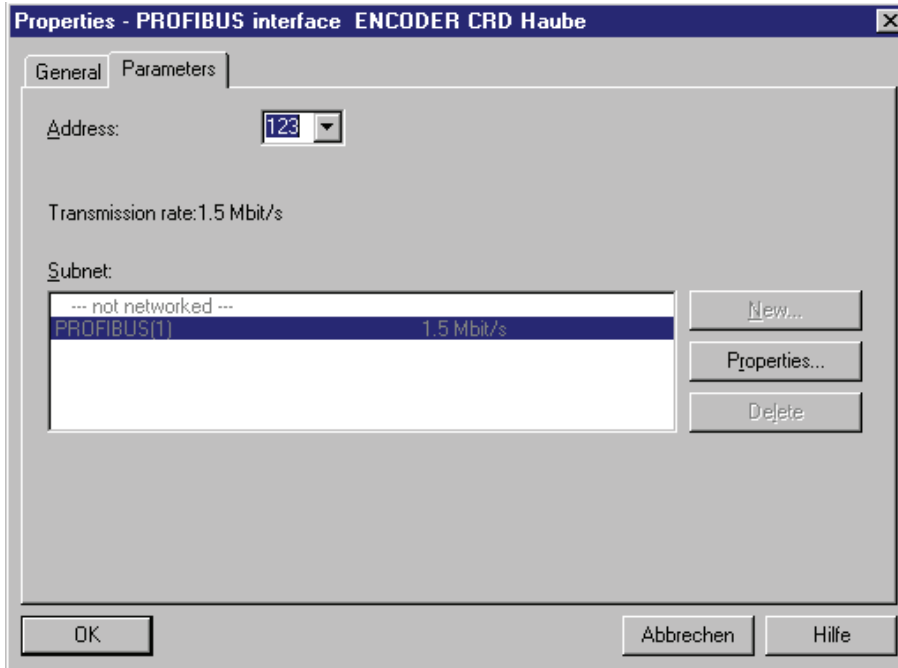 Properties - PROFIBUS interface ENCODER CRD Haube
General Parameters
Address: 123
Transmission rate:1.5 Mbit/s
Subnet:
--- not networked ---
PROFIBUS(1) 1.5 Mbit/s
New...
Properties...
Delete
OK Abbrechen Hilfe